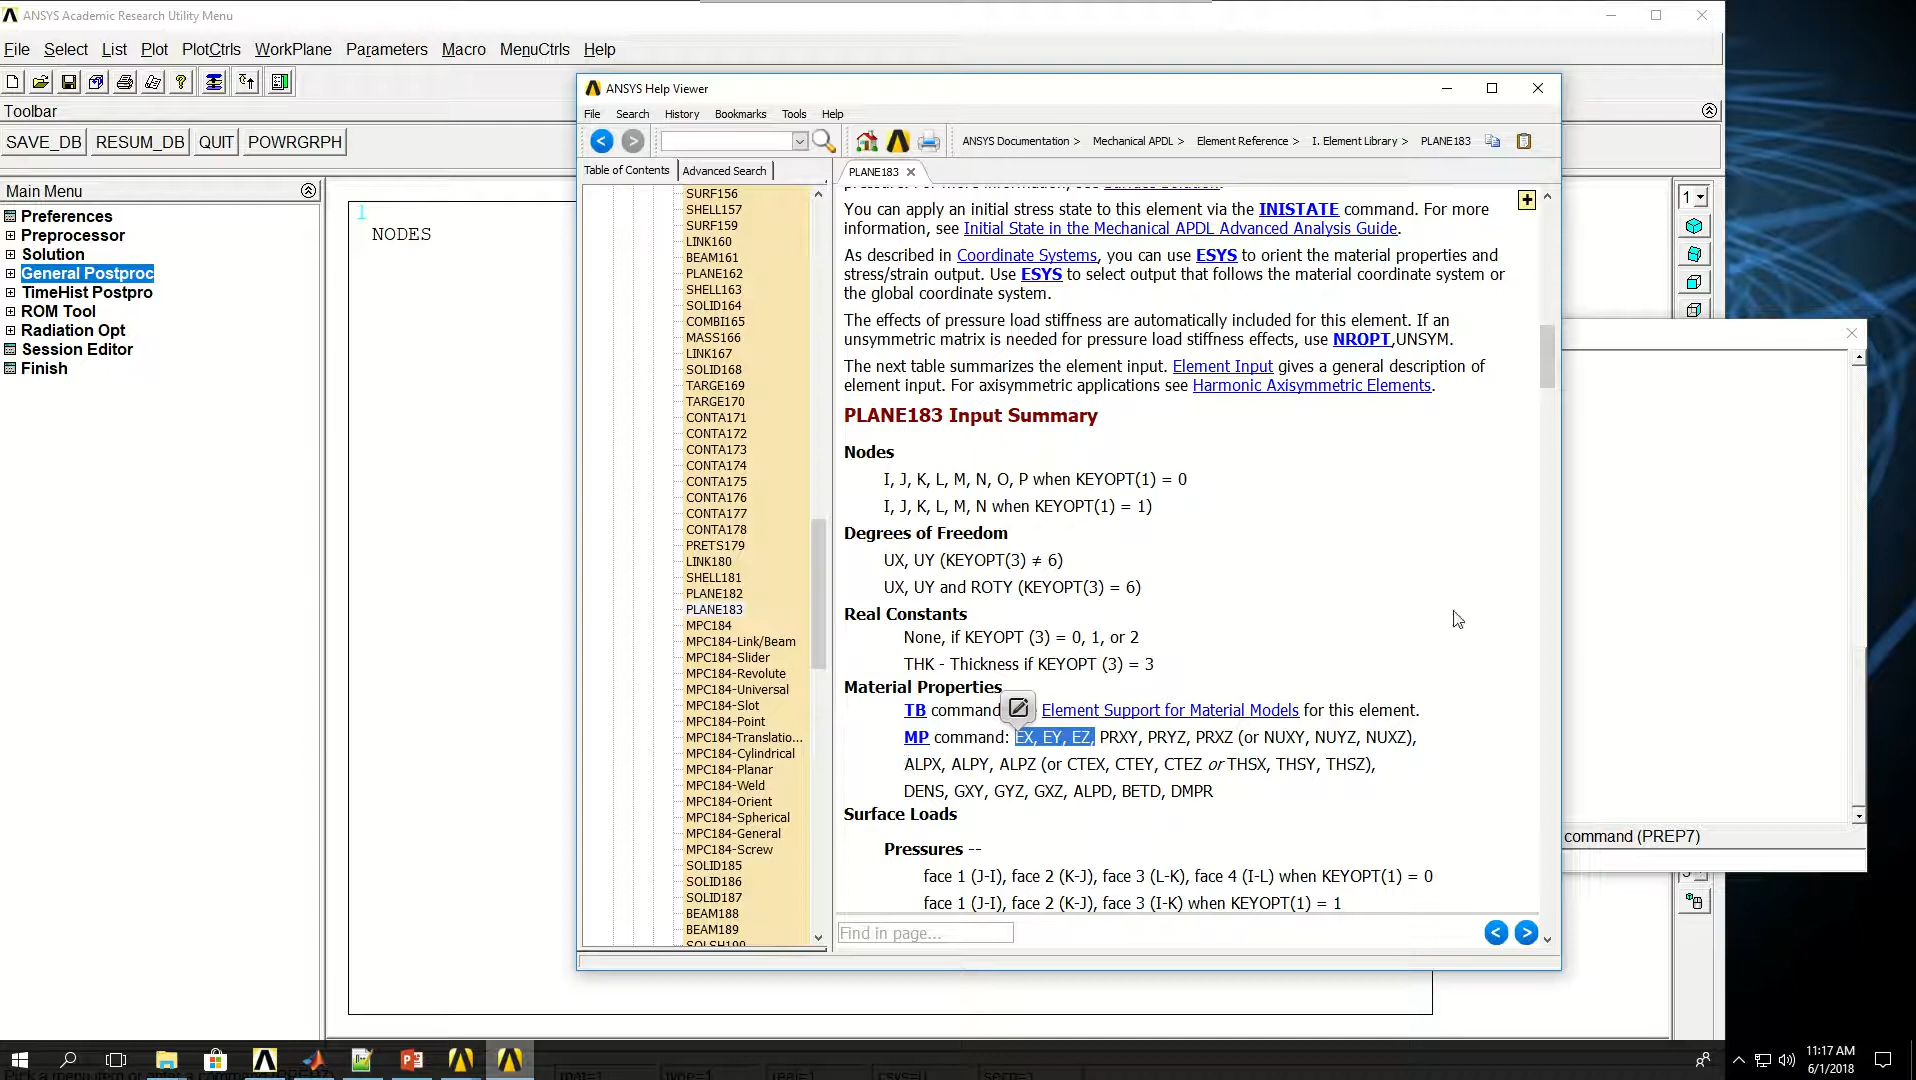 ANSYS Academic Research Utility Menu
File Select List Plot PlotCtrls WorkPlane Parameters Macro MenuCtrls Help
Toolbar
SAVE_DB RESUM_DB QUIT POWRGRPH
Main Menu
Preferences
Preprocessor
Solution
General Postproc
TimeHist Postpro
ROM Tool
Radiation Opt
Session Editor
Finish
1
NODES
1
ANSYS Help Viewer
File Search History Bookmarks Tools Help
ANSYS Documentation > Mechanical APDL > Element Reference > I. Element Library > PLANE183
Table of Contents Advanced Search
SURF156
SHELL157
SURF159
LINK160
BEAM161
PLANE162
SHELL163
SOLID164
COMBI165
MASS166
LINK167
SOLID168
TARGE169
TARGE170
CONTA171
CONTA172
CONTA173
CONTA174
CONTA175
CONTA176
CONTA177
CONTA178
PRETS179
LINK180
SHELL181
PLANE182
PLANE183
MPC184
MPC184-Link/Beam
MPC184-Slider
MPC184-Revolute
MPC184-Universal
MPC184-Slot
MPC184-Point
MPC184-Translatio...
MPC184-Cylindrical
MPC184-Planar
MPC184-Weld
MPC184-Orient
MPC184-Spherical
MPC184-General
MPC184-Screw
SOLID185
SOLID186
SOLID187
BEAM188
BEAM189
SOLSH190
PLANE183
pressure. For more information, see Surface Solution.
You can apply an initial stress state to this element via the INISTATE command. For more
information, see Initial State in the Mechanical APDL Advanced Analysis Guide.
As described in Coordinate Systems, you can use ESYS to orient the material properties and
stress/strain output. Use ESYS to select output that follows the material coordinate system or
the global coordinate system.
The effects of pressure load stiffness are automatically included for this element. If an
unsymmetric matrix is needed for pressure load stiffness effects, use NROPT,UNSYM.
The next table summarizes the element input. Element Input gives a general description of
element input. For axisymmetric applications see Harmonic Axisymmetric Elements.
PLANE183 Input Summary
Nodes
I, J, K, L, M, N, O, P when KEYOPT(1) = 0
I, J, K, L, M, N when KEYOPT(1) = 1)
Degrees of Freedom
UX, UY (KEYOPT(3) ≠ 6)
UX, UY and ROTY (KEYOPT(3) = 6)
Real Constants
None, if KEYOPT (3) = 0, 1, or 2
THK - Thickness if KEYOPT (3) = 3
Material Properties
TB command Element Support for Material Models for this element.
MP command: EX, EY, EZ, PRXY, PRYZ, PRXZ (or NUXY, NUYZ, NUXZ),
ALPX, ALPY, ALPZ (or CTEX, CTEY, CTEZ or THSX, THSY, THSZ),
DENS, GXY, GYZ, GXZ, ALPD, BETD, DMPR
Surface Loads
Pressures --
face 1 (J-I), face 2 (K-J), face 3 (L-K), face 4 (I-L) when KEYOPT(1) = 0
face 1 (J-I), face 2 (K-J), face 3 (I-K) when KEYOPT(1) = 1
Find in page...
command (PREP7)
11:17 AM
6/1/2018